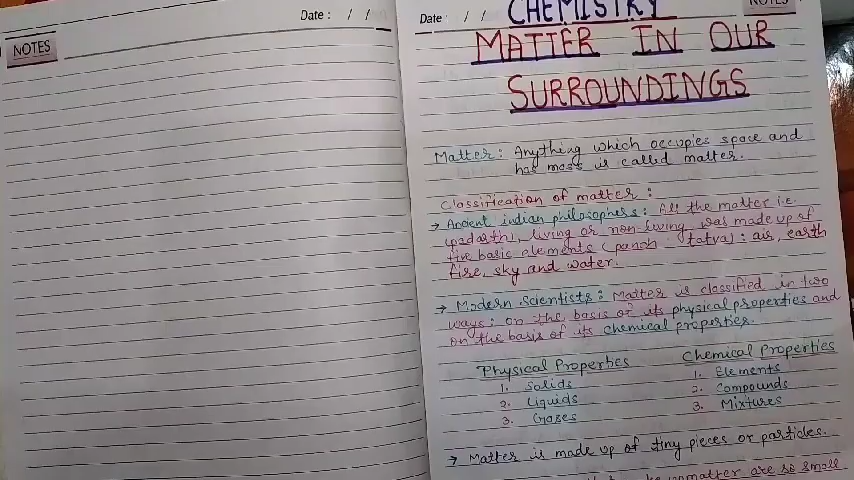 Date : / /
NOTES
Date : / /
NOTES
CHEMISTRY
MATTER IN OUR
SURROUNDINGS
Matter: Anything which occupies space and
has mass is called matter.
Classification of matter :
→ Ancient indian philosophers: All the matter i.e.
(padarth), living or non-living was made up of
five basic elements (panch - tatva) : air, earth
fire, sky and water.
→ Modern Scientists: Matter is classified in two
ways: on the basis of its physical properties and
on the basis of its chemical properties.
Physical Properties
1. Solids
2. Liquids
3. Gases
Chemical Properties
1. Elements
2. Compounds
3. Mixtures
→ Matter is made up of tiny pieces or particles.
matter are so small